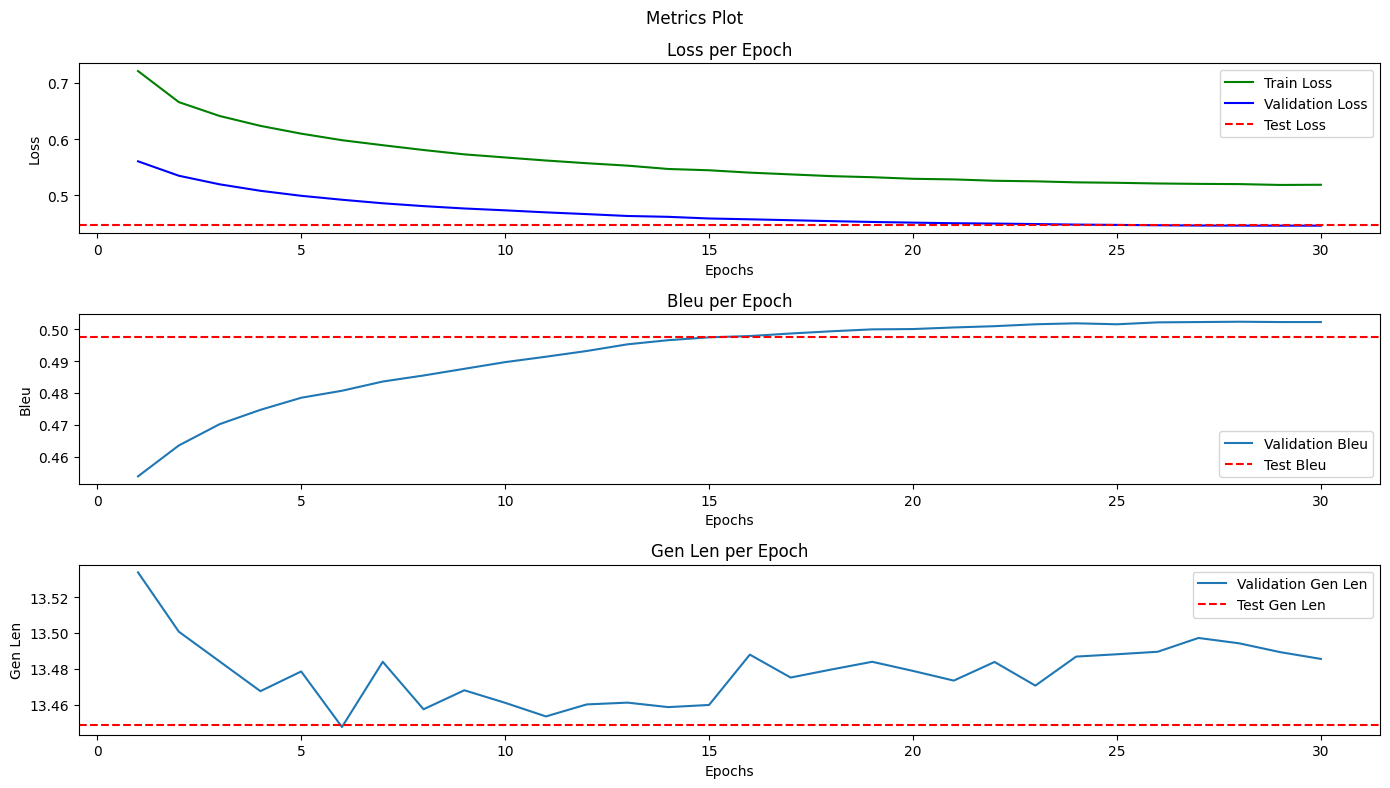 Metrics Plot
Loss per Epoch
Loss
0.7
0.6
0.5
Train Loss
Validation Loss
Test Loss
0 5 10 15 20 25 30
Epochs
Bleu per Epoch
Bleu
0.50
0.49
0.48
0.47
0.46
Validation Bleu
Test Bleu
0 5 10 15 20 25 30
Epochs
Gen Len per Epoch
Gen Len
13.52
13.50
13.48
13.46
Validation Gen Len
Test Gen Len
0 5 10 15 20 25 30
Epochs